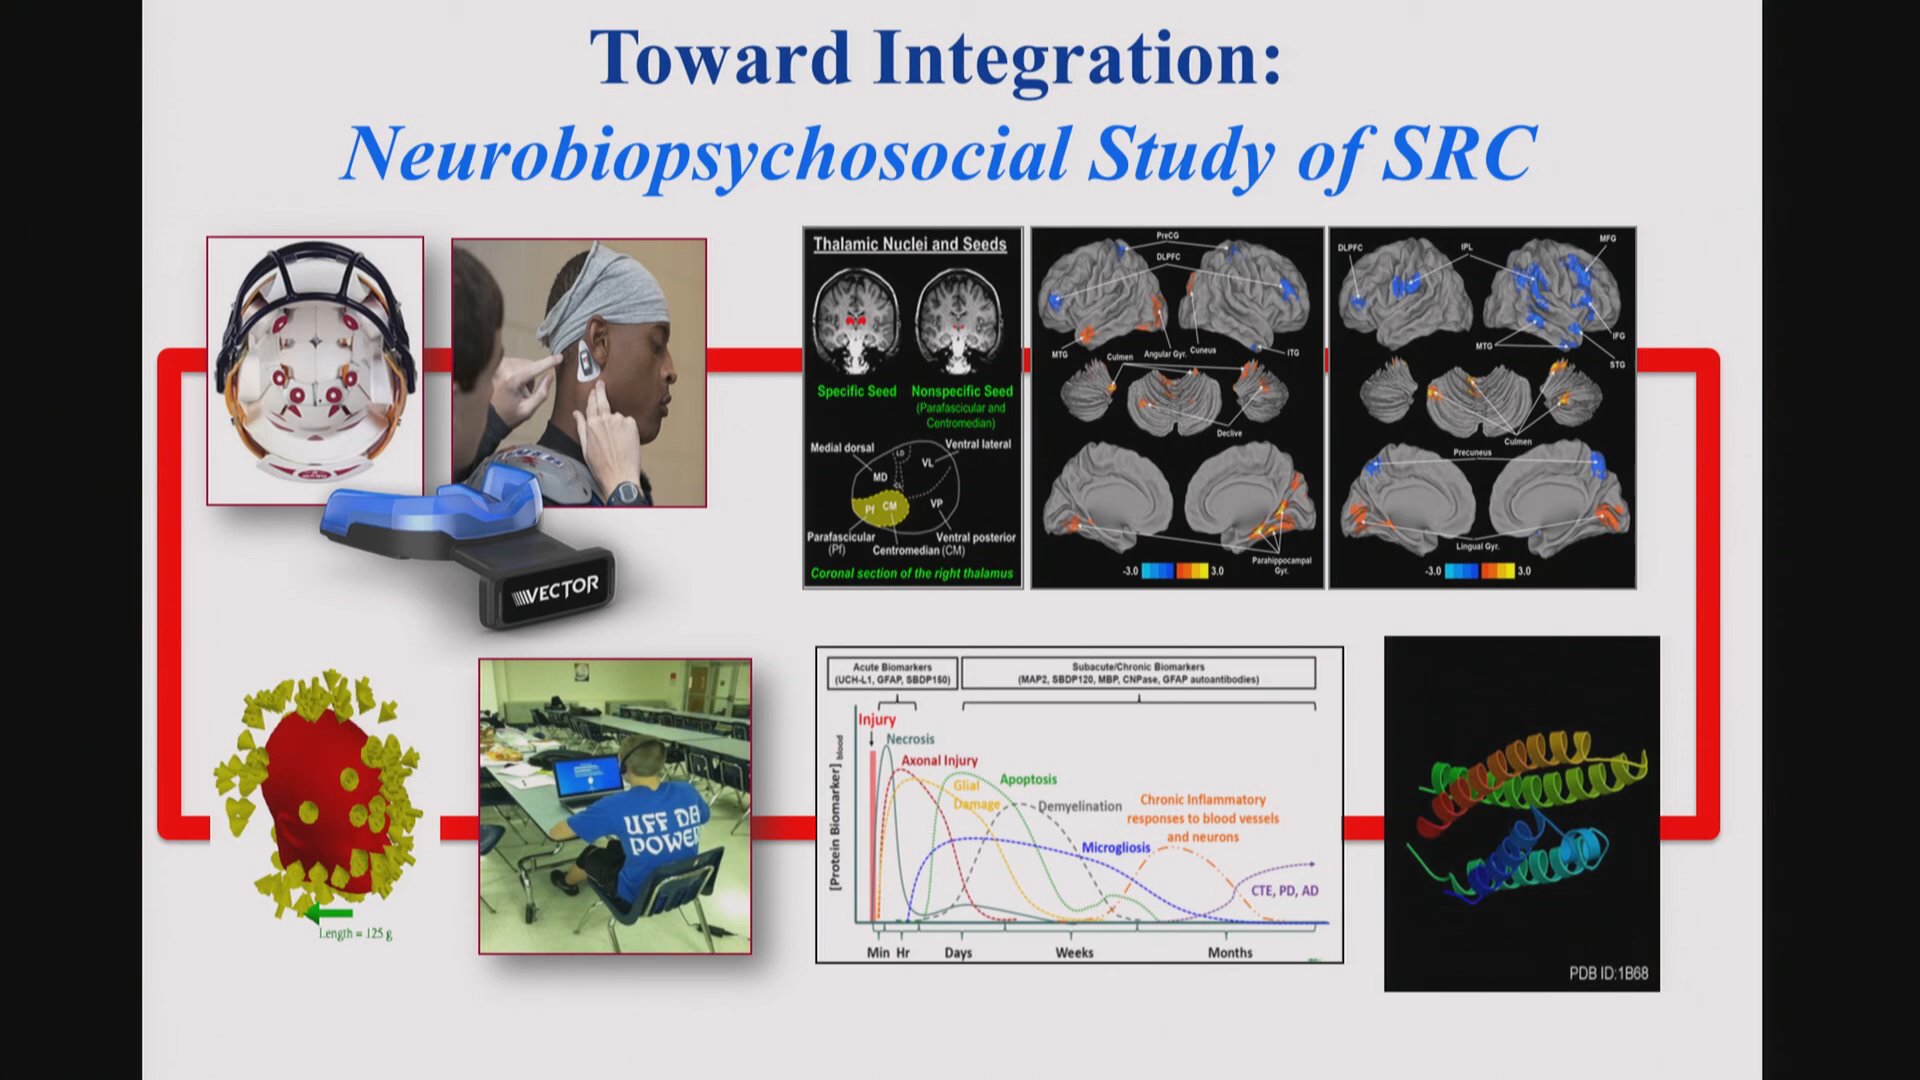 Toward Integration:
Neurobiopsychosocial Study of SRC
VECTOR
Length = 125 g
UFF DA
POWER
Thalamic Nuclei and Seeds
Specific Seed
Nonspecific Seed
(Parafascicular and
Centromedian)
Medial dorsal
Ventral lateral
LD
VL
MD
CL
VP
Pf
CM
Parafascicular
(Pf)
Ventral posterior
Centromedian (CM)
Coronal section of the right thalamus
PreCG
DLPFC
MTG
Culmen
Angular Gyr.
Cuneus
ITG
Declive
Parahippocampal
Gyr.
-3.0
3.0
DLPFC
IPL
MFG
IFG
MTG
STG
Culmen
Precuneus
Lingual Gyr.
-3.0
3.0
Acute Biomarkers
(UCH-L1, GFAP, SBDP150)
Subacute/Chronic Biomarkers
(MAP2, SBDP120, MBP, CNPase, GFAP autoantibodies)
[Protein Biomarker] blood
Injury
Necrosis
Axonal Injury
Glial
Damage
Apoptosis
Demyelination
Chronic Inflammatory
responses to blood vessels
and neurons
Microgliosis
CTE, PD, AD
Min Hr Days Weeks Months
PDB ID:1B68